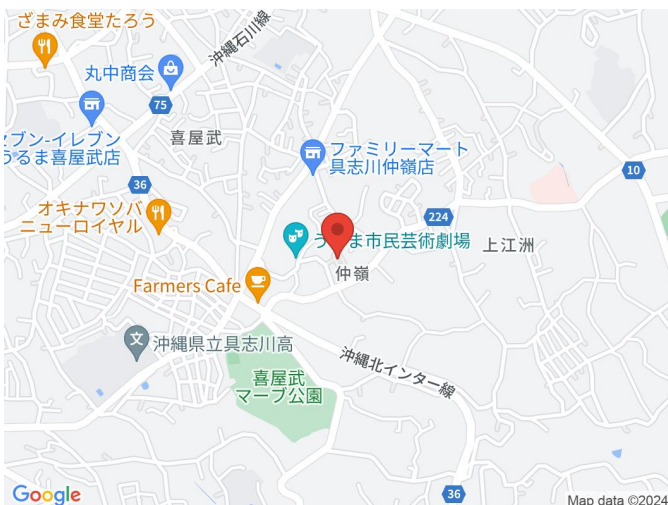 ざまみ食堂たろう
沖縄石川線
丸中商会
75
セブン-イレブン
うるま喜屋武店
喜屋武
ファミリーマート
具志川仲嶺店
10
36
オキナワソバ
ニューロイヤル
224
うるま市民芸術劇場
上江洲
仲嶺
Farmers Cafe
文
沖縄県立具志川高
沖縄北インター線
喜屋武
マーブ公園
36
Google
Map data ©2024